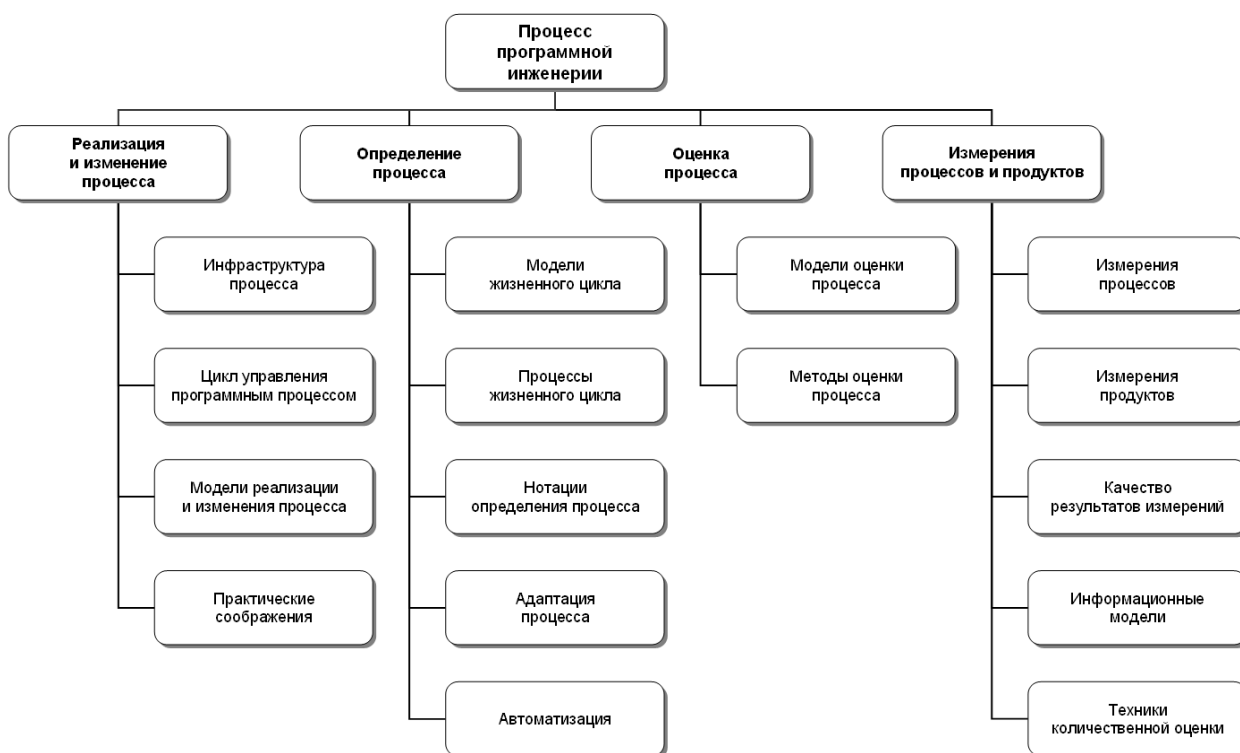 Процесс
программной
инженерии
Реализация
и изменение
процесса
Определение
процесса
Оценка
процесса
Измерения
процессов и продуктов
Инфраструктура
процесса
Цикл управления
программным процессом
Модели реализации
и изменения процесса
Практические
соображения
Модели
жизненного цикла
Процессы
жизненного цикла
Нотации
определения процесса
Адаптация
процесса
Автоматизация
Модели оценки
процесса
Методы оценки
процесса
Измерения
процессов
Измерения
продуктов
Качество
результатов измерений
Информационные
модели
Техники
количественной оценки